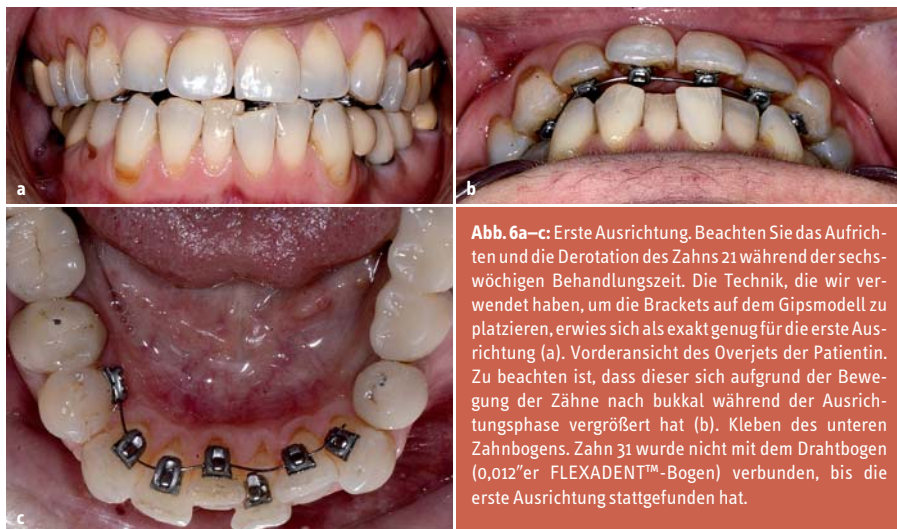 a
b
c
Abb. 6a–c: Erste Ausrichtung. Beachten Sie das Aufrich-
ten und die Derotation des Zahns 21 während der sechs-
wöchigen Behandlungszeit. Die Technik, die wir ver-
wendet haben, um die Brackets auf dem Gipsmodell zu
platzieren, erwies sich als exakt genug für die erste Aus-
richtung (a). Vorderansicht des Overjets der Patientin.
Zu beachten ist, dass dieser sich aufgrund der Bewe-
gung der Zähne nach bukkal während der Ausrich-
tungsphase vergrößert hat (b). Kleben des unteren
Zahnbogens. Zahn 31 wurde nicht mit dem Drahtbogen
(0,012″er FLEXADENT™-Bogen) verbunden, bis die
erste Ausrichtung stattgefunden hat.